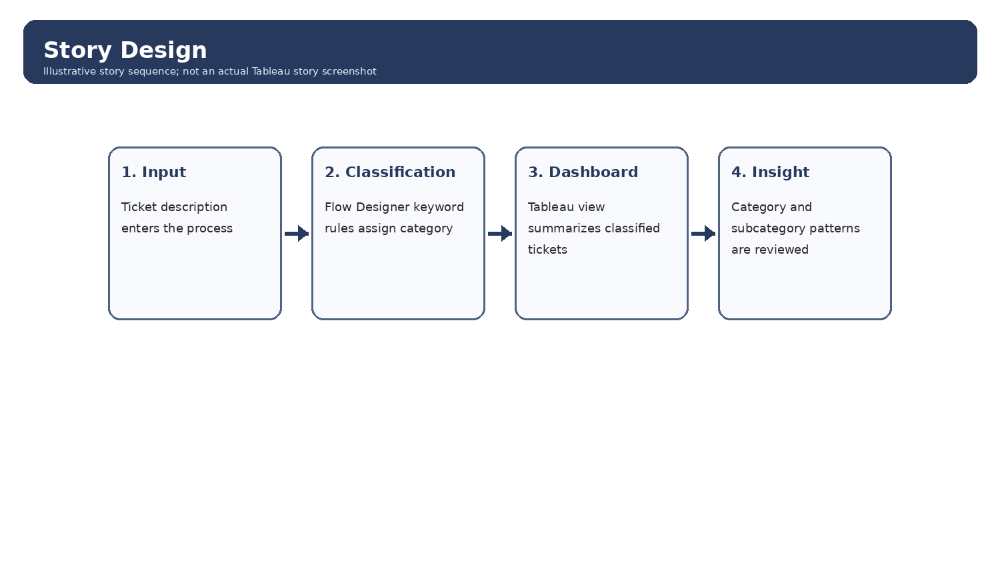 Story Design
Illustrative story sequence; not an actual Tableau story screenshot
1. Input
Ticket description
enters the process
2. Classification
Flow Designer keyword
rules assign category
3. Dashboard
Tableau view
summarizes classified
tickets
4. Insight
Category and
subcategory patterns
are reviewed